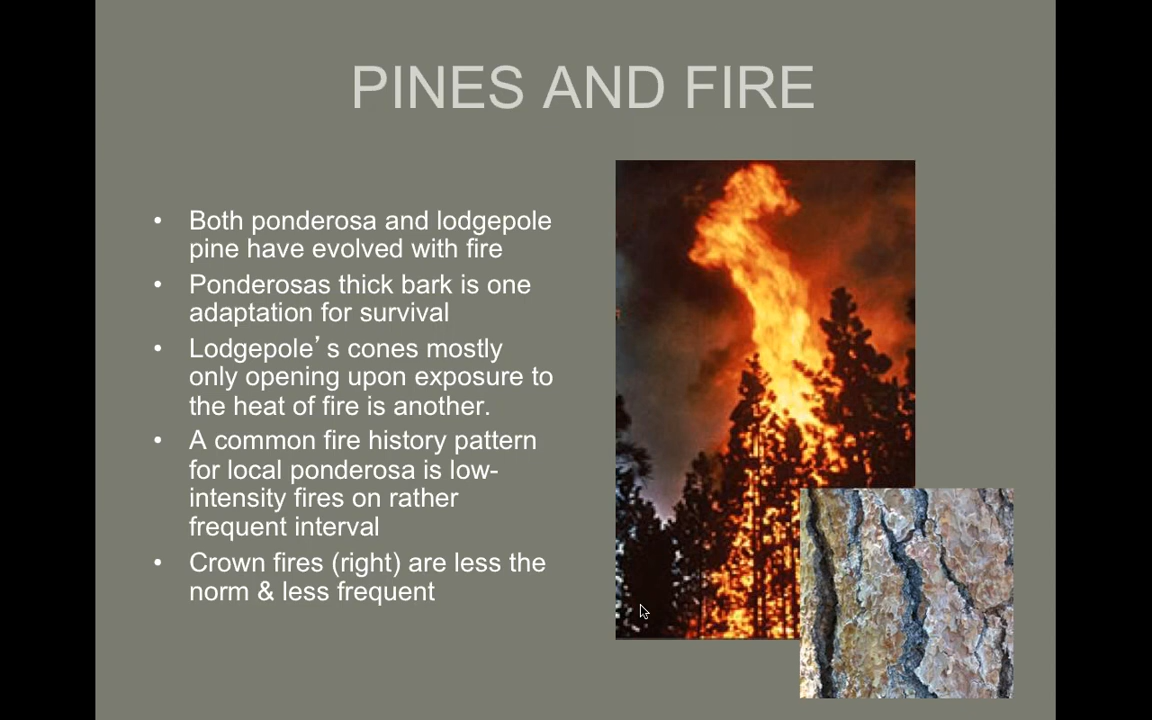 PINES AND FIRE
• Both ponderosa and lodgepole
pine have evolved with fire
• Ponderosas thick bark is one
adaptation for survival
• Lodgepole’s cones mostly
only opening upon exposure to
the heat of fire is another.
• A common fire history pattern
for local ponderosa is low-
intensity fires on rather
frequent interval
• Crown fires (right) are less the
norm & less frequent